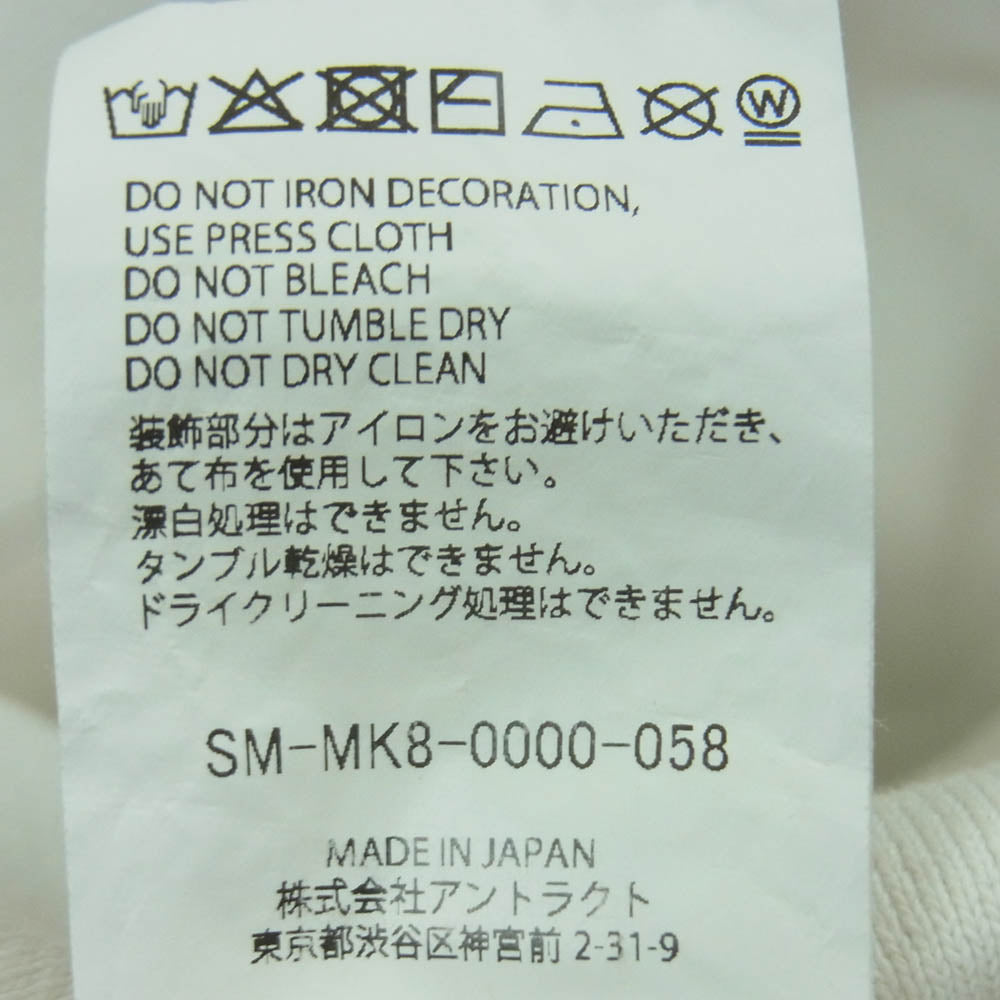 W
DO NOT IRON DECORATION,
USE PRESS CLOTH
DO NOT BLEACH
DO NOT TUMBLE DRY
DO NOT DRY CLEAN
装飾部分はアイロンをお避けいただき、
あて布を使用して下さい。
漂白処理はできません。
タンブル乾燥はできません。
ドライクリーニング処理はできません。
SM-MK8-0000-058
MADE IN JAPAN
株式会社アントラクト
東京都渋谷区神宮前 2-31-9